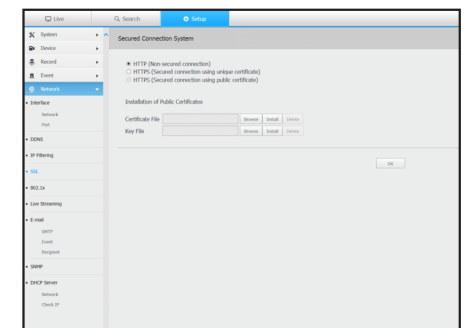 Live
Search
Setup
System
Device
Record
Event
Network
Interface
Network
Port
DDNS
IP Filtering
SSL
802.1x
Live Streaming
E-mail
SMTP
Event
Recipient
SNMP
DHCP Server
Network
Check IP
Secured Connection System
HTTP (Non-secured connection)
HTTPS (Secured connection using unique certificate)
HTTPS (Secured connection using public certificate)
Installation of Public Certificates
Certificate File Browse Install Delete
Key File Browse Install Delete
OK